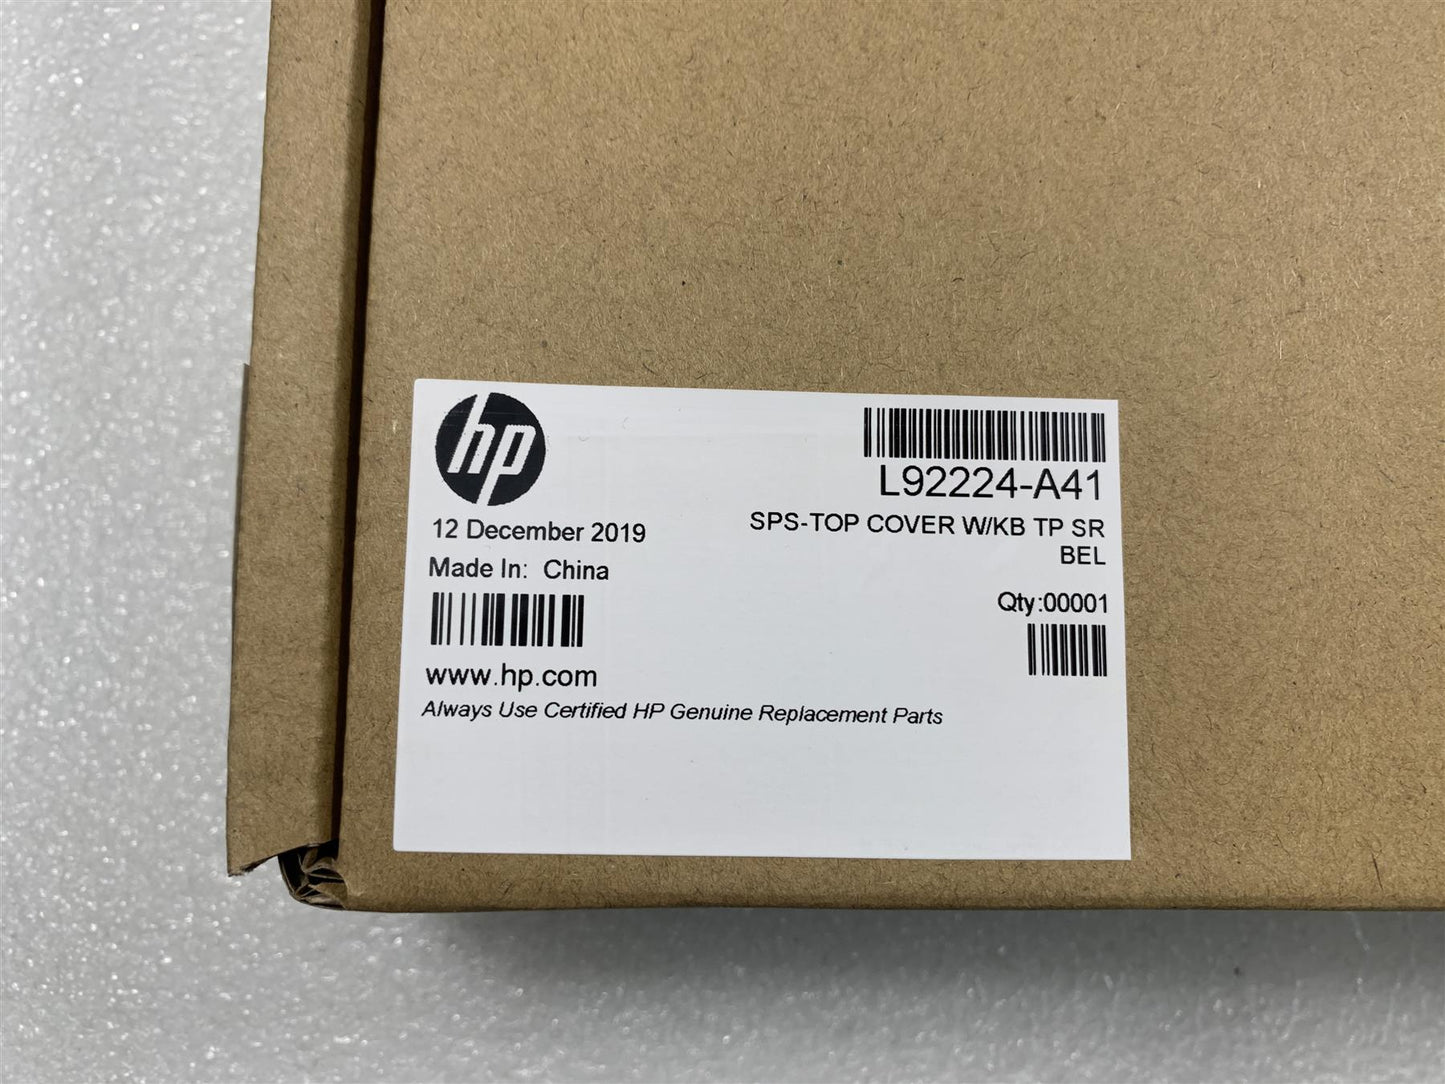 hp
L92224-A41
12 December 2019
SPS-TOP COVER W/KB TP SR
BEL
Made In: China
Qty:00001
www.hp.com
Always Use Certified HP Genuine Replacement Parts